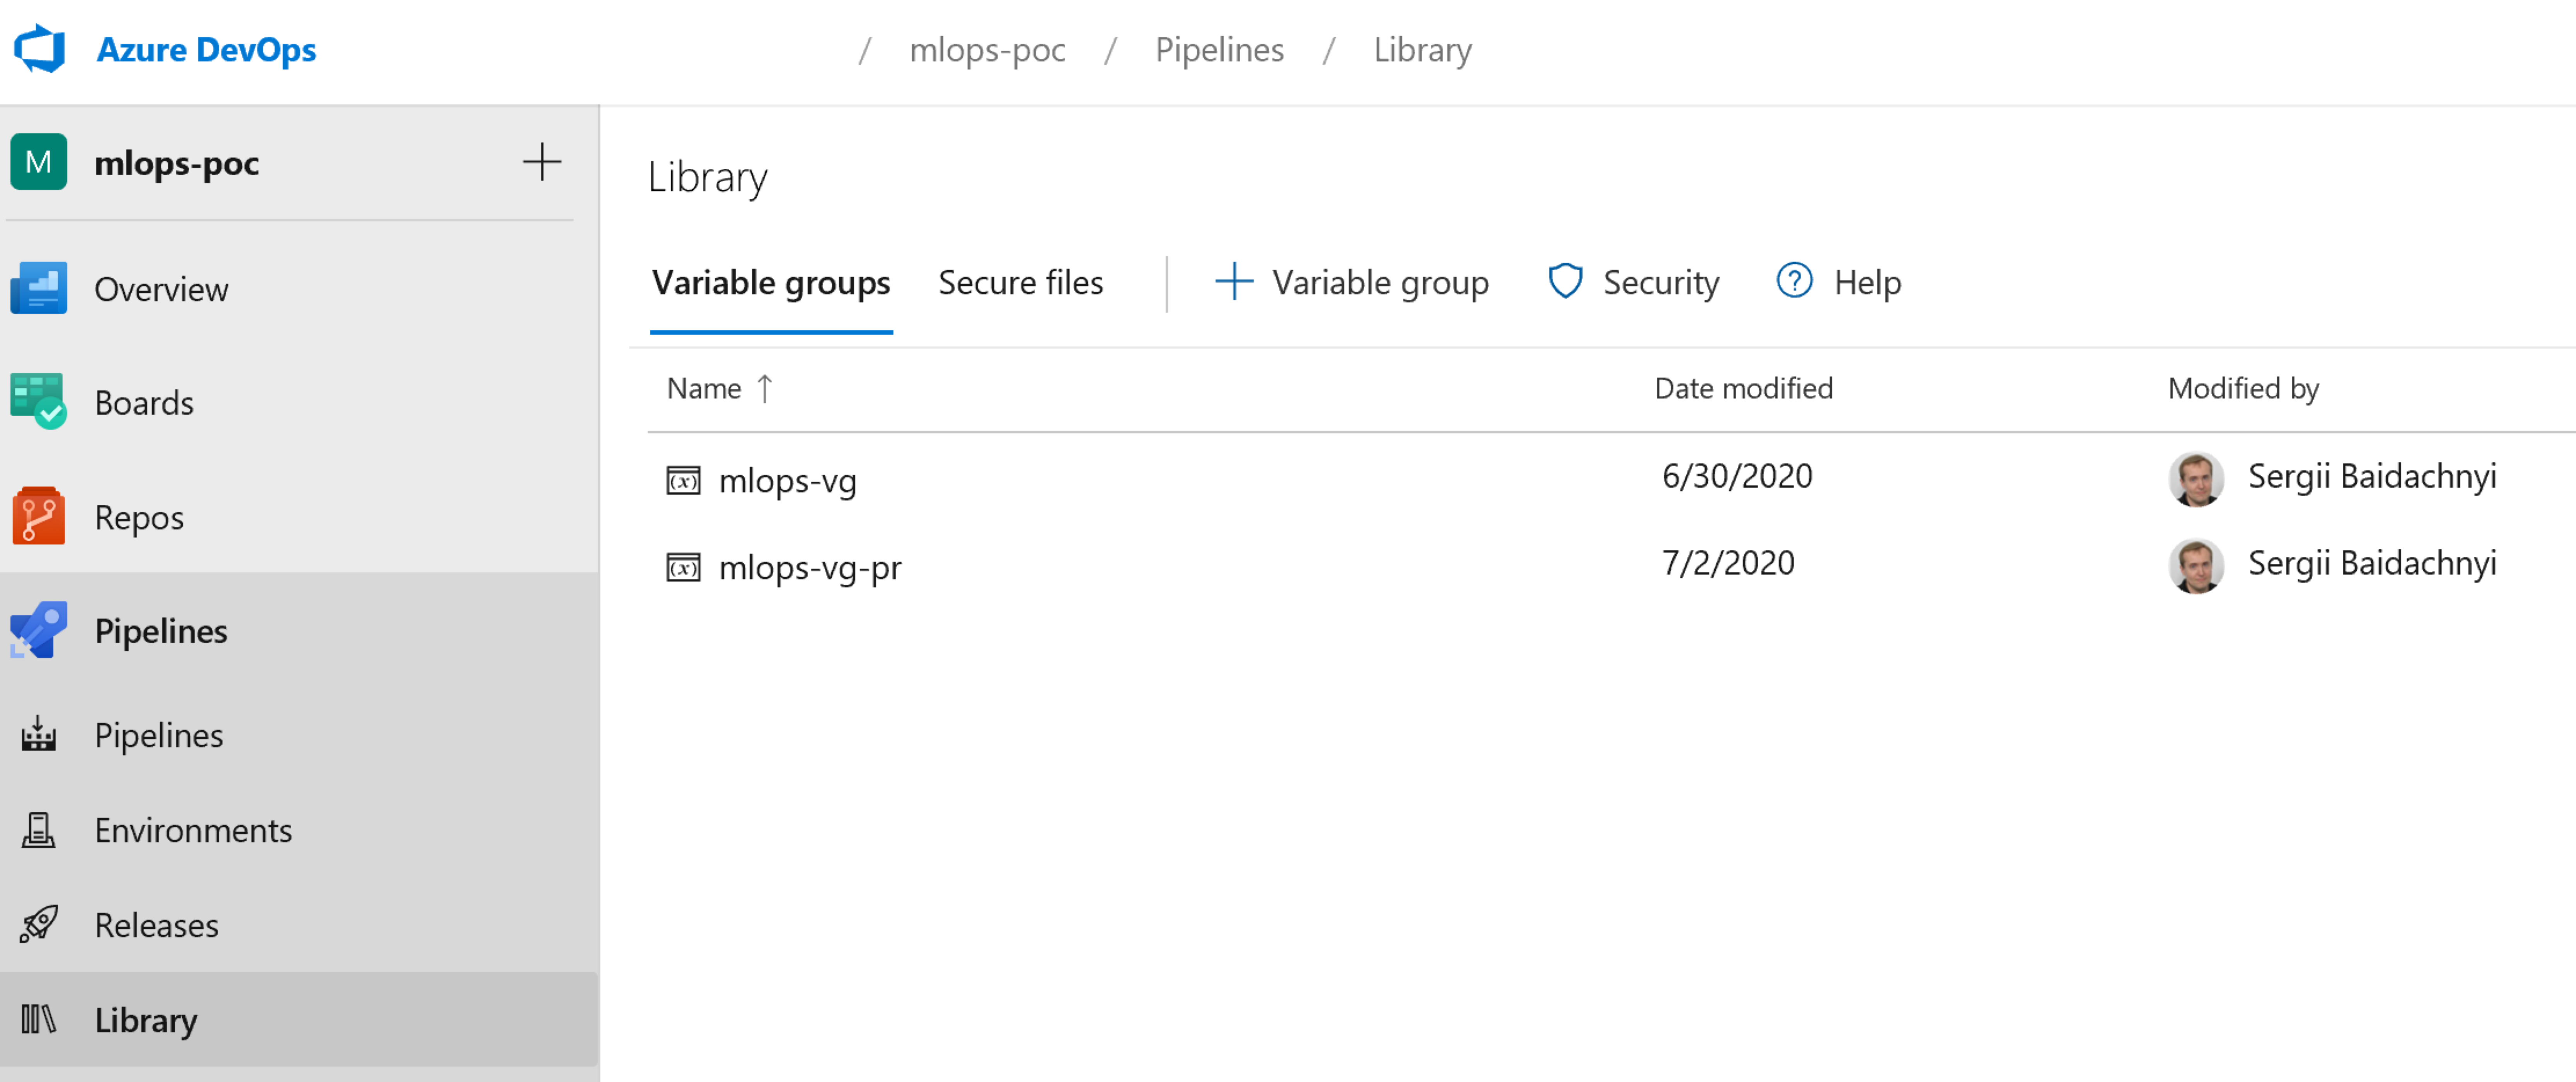 Azure DevOps / mlops-poc / Pipelines / Library
M mlops-poc
Overview
Boards
Repos
Pipelines
Pipelines
Environments
Releases
Library
Library
Variable groups Secure files Variable group Security ? Help
Name ↑ Date modified Modified by
(x) mlops-vg 6/30/2020 Sergii Baidachnyi
(x) mlops-vg-pr 7/2/2020 Sergii Baidachnyi